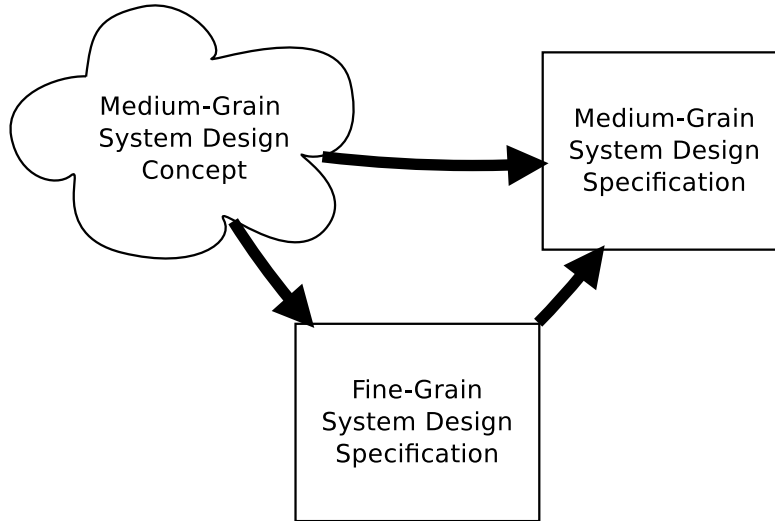 Medium-Grain
System Design
Concept
Medium-Grain
System Design
Specification
Fine-Grain
System Design
Specification